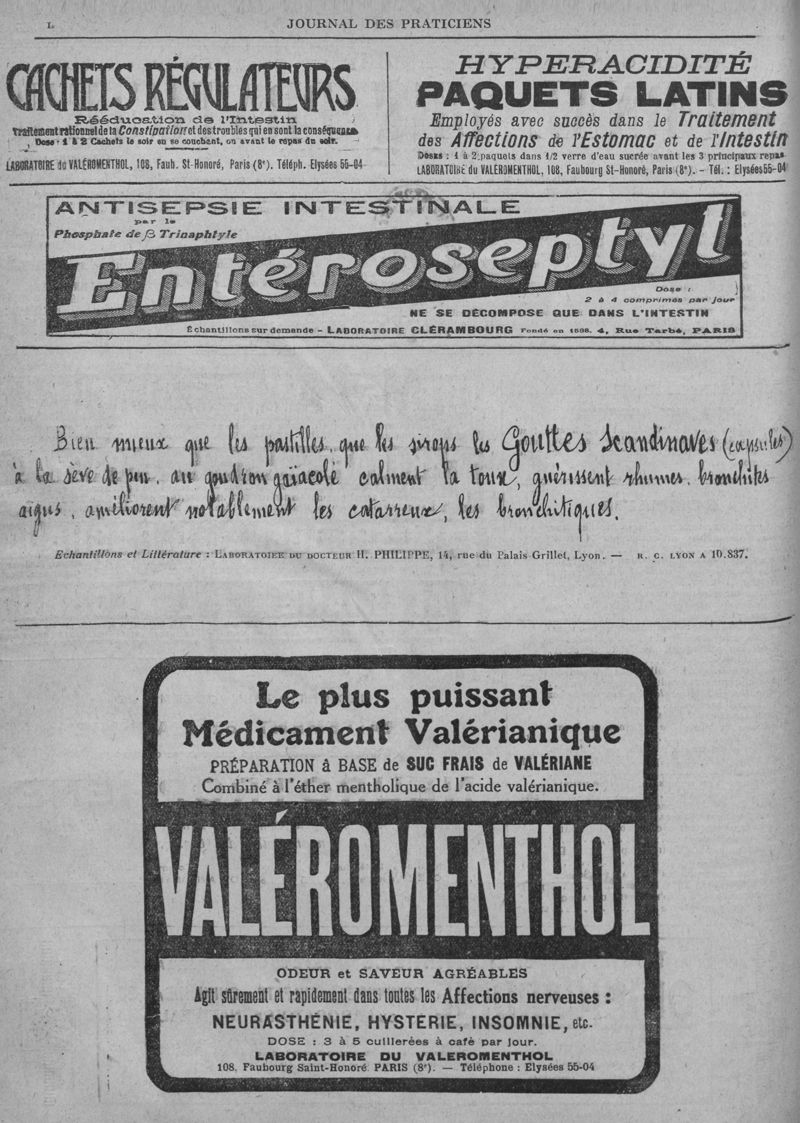 L
JOURNAL DES PRATICIENS
CACHETS RÉGULATEURS
Rééducation de l'Intestin
Traitement rationnel de la Constipation et des troubles qui en sont la conséquence
Dose : 1 à 2 Cachets le soir en se couchant, ou avant le repas du soir.
LABORATOIRE du VALÉROMENTHOL, 108, Faub. St-Honoré, Paris (8e). Téléph. Elysées 55-04
HYPERACIDITÉ
PAQUETS LATINS
Employés avec succès dans le Traitement
des Affections de l'Estomac et de l'Intestin
Doses : 1 à 2 paquets dans 1/2 verre d'eau sucrée avant les 3 principaux repas
LABORATOIRE du VALÉROMENTHOL, 108, Faubourg St-Honoré, Paris (8e). - Tél. : Elysées 55-04
ANTISEPSIE INTESTINALE
par le
Phosphate de β Trinaphtyle
Entéroseptyl
Dose :
2 à 4 comprimés par jour
NE SE DÉCOMPOSE QUE DANS L'INTESTIN
Échantillons sur demande - LABORATOIRE CLÉRAMBOURG Fondé en 1898. 4, Rue Tarbé, PARIS
Bien mieux que les pastilles, que les sirops les Gouttes Scandinaves (capsules)
à la sève de pin, au goudron gaïacolé calment la toux, guérissent rhumes, bronchites
aigus, améliorent notablement les catarreux, les bronchitiques.
Echantillons et Littérature : LABORATOIRE DU DOCTEUR H. PHILIPPE, 14, rue du Palais Grillet, Lyon. — R. C. LYON A 10.837.
Le plus puissant
Médicament Valérianique
PRÉPARATION à BASE de SUC FRAIS de VALÉRIANE
Combiné à l'éther mentholique de l'acide valérianique.
VALÉROMENTHOL
ODEUR et SAVEUR AGRÉABLES
Agit sûrement et rapidement dans toutes les Affections nerveuses :
NEURASTHÉNIE, HYSTERIE, INSOMNIE, etc.
DOSE : 3 à 5 cuillerées à café par jour.
LABORATOIRE DU VALEROMENTHOL
108, Faubourg Saint-Honoré PARIS (8e). — Téléphone : Elysées 55-04